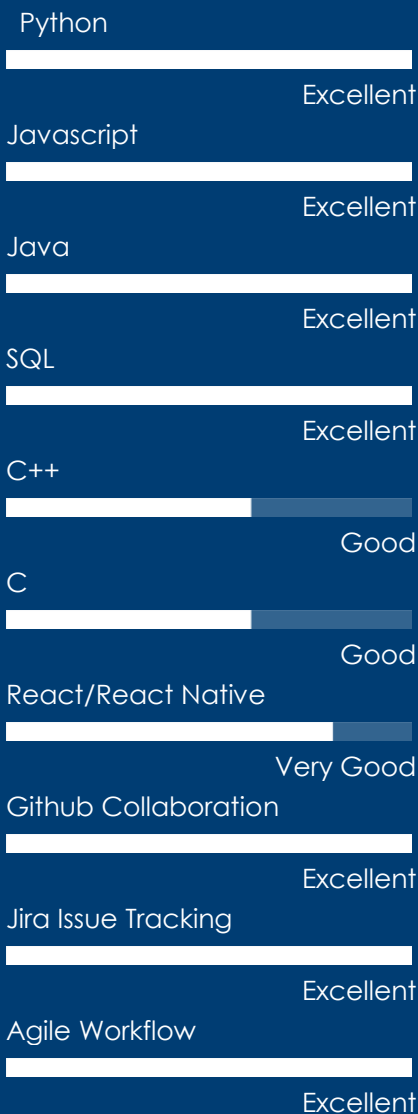 Python
Excellent
Javascript
Excellent
Java
Excellent
SQL
Excellent
C++
Good
C
Good
React/React Native
Very Good
Github Collaboration
Excellent
Jira Issue Tracking
Excellent
Agile Workflow
Excellent